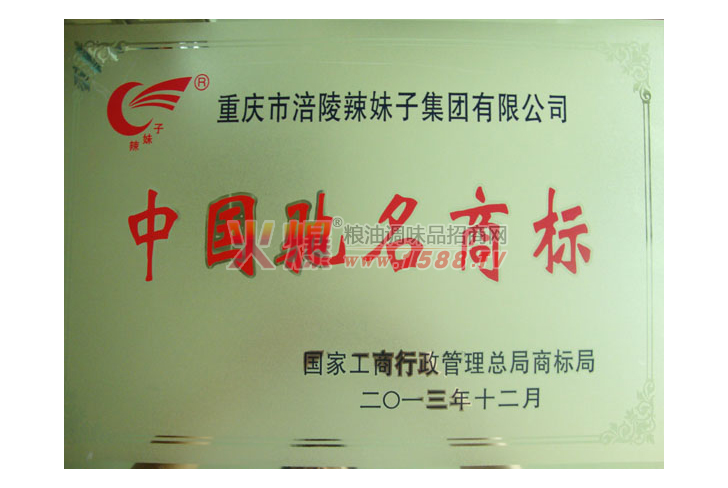 辣妹子®
重庆市涪陵辣妹子集团有限公司
中国驰名商标
火爆®粮油调味品招商网
www.1588.TV
国家工商行政管理总局商标局
二〇一三年十二月